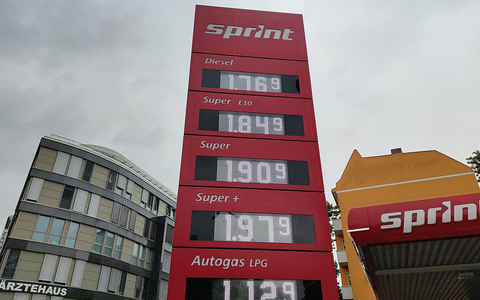 sprint
Diesel
1.769
Super E10
1.849
Super
1.909
Super +
1.979
Autogas LPG
1.129
sprint
ÄRZTEHAUS